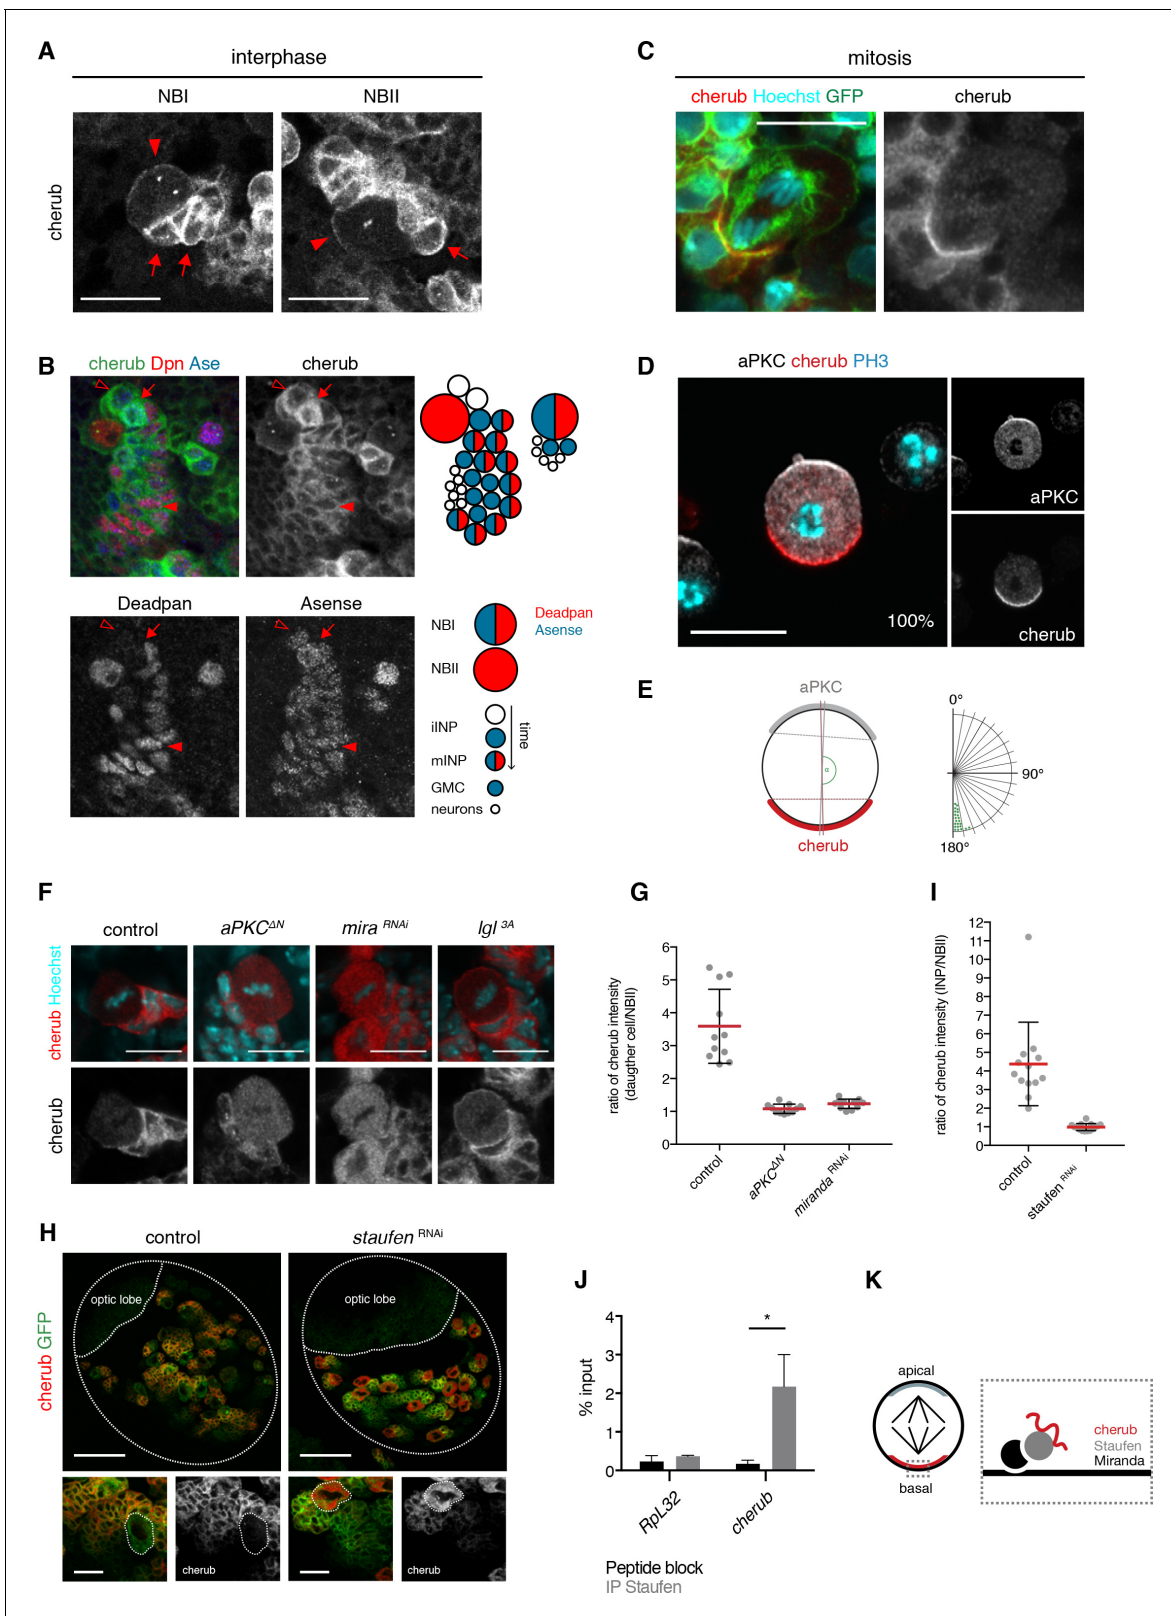 A
interphase
NBI
NBII
cherub
C
mitosis
cherub Hoechst GFP
cherub
B
cherub Dpn Ase
cherub
Deadpan
Asense
NBI
Deadpan
Asense
NBII
iINP
mINP
GMC
neurons
time
D
aPKC cherub PH3
100%
aPKC
cherub
E
aPKC
α
cherub
0°
90°
180°
F
control
aPKC ΔN
mira RNAi
lgl 3A
cherub Hoechst
cherub
G
ratio of cherub intensity
(daugther cell/NBII)
6
5
4
3
2
1
0
control
aPKC ΔN
miranda RNAi
I
ratio of cherub intensity (INP/NBII)
12
11
10
9
8
7
6
5
4
3
2
1
0
control
staufen RNAi
H
control
staufen RNAi
cherub GFP
optic lobe
optic lobe
cherub
cherub
J
% input
4
3
2
1
0
*
RpL32
cherub
Peptide block
IP Staufen
K
apical
basal
cherub
Staufen
Miranda